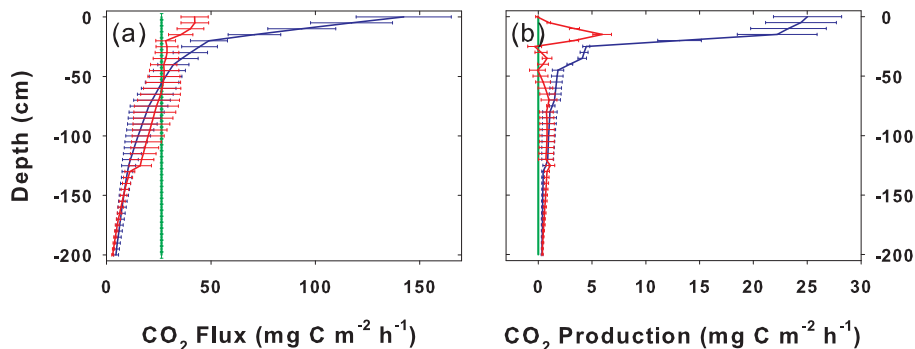 (a)
(b)
0
-50
-100
-150
-200
Depth (cm)
0
-50
-100
-150
-200
0 50 100 150
0 5 10 15 20 25 30
CO₂ Flux (mg C m⁻² h⁻¹)
CO₂ Production (mg C m⁻² h⁻¹)